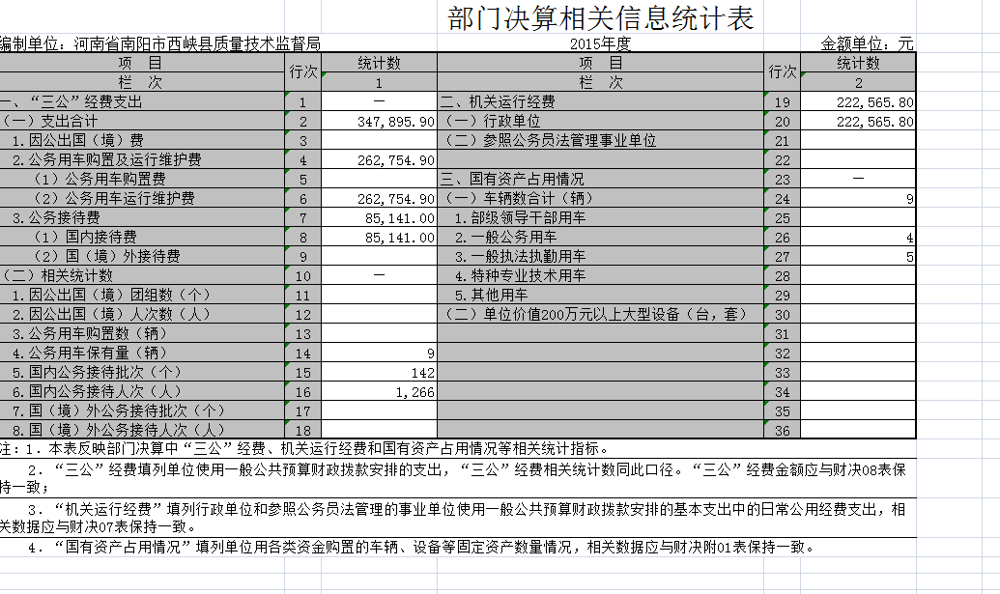 部门决算相关信息统计表
编制单位：河南省南阳市西峡县质量技术监督局 2015年度 金额单位：元
项 目 行次 统计数 项 目 行次 统计数
栏 次 1 栏 次 2
一、“三公”经费支出 1 — 二、机关运行经费 19 222,565.80
（一）支出合计 2 347,895.90 （一）行政单位 20 222,565.80
1.因公出国（境）费 3 （二）参照公务员法管理事业单位 21
2.公务用车购置及运行维护费 4 262,754.90 22
（1）公务用车购置费 5 三、国有资产占用情况 23 —
（2）公务用车运行维护费 6 262,754.90 （一）车辆数合计（辆） 24 9
3.公务接待费 7 85,141.00 1.部级领导干部用车 25
（1）国内接待费 8 85,141.00 2.一般公务用车 26 4
（2）国（境）外接待费 9 3.一般执法执勤用车 27 5
（二）相关统计数 10 — 4.特种专业技术用车 28
1.因公出国（境）团组数（个） 11 5.其他用车 29
2.因公出国（境）人次数（人） 12 （二）单位价值200万元以上大型设备（台，套） 30
3.公务用车购置数（辆） 13 31
4.公务用车保有量（辆） 14 9 32
5.国内公务接待批次（个） 15 142 33
6.国内公务接待人次（人） 16 1,266 34
7.国（境）外公务接待批次（个） 17 35
8.国（境）外公务接待人次（人） 18 36
注：1．本表反映部门决算中“三公”经费、机关运行经费和国有资产占用情况等相关统计指标。
2．“三公”经费填列单位使用一般公共预算财政拨款安排的支出，“三公”经费相关统计数同此口径。“三公”经费金额应与财决08表保
持一致；
3．“机关运行经费”填列行政单位和参照公务员法管理的事业单位使用一般公共预算财政拨款安排的基本支出中的日常公用经费支出，相
关数据应与财决07表保持一致。
4．“国有资产占用情况”填列单位用各类资金购置的车辆、设备等固定资产数量情况，相关数据应与财决附01表保持一致。